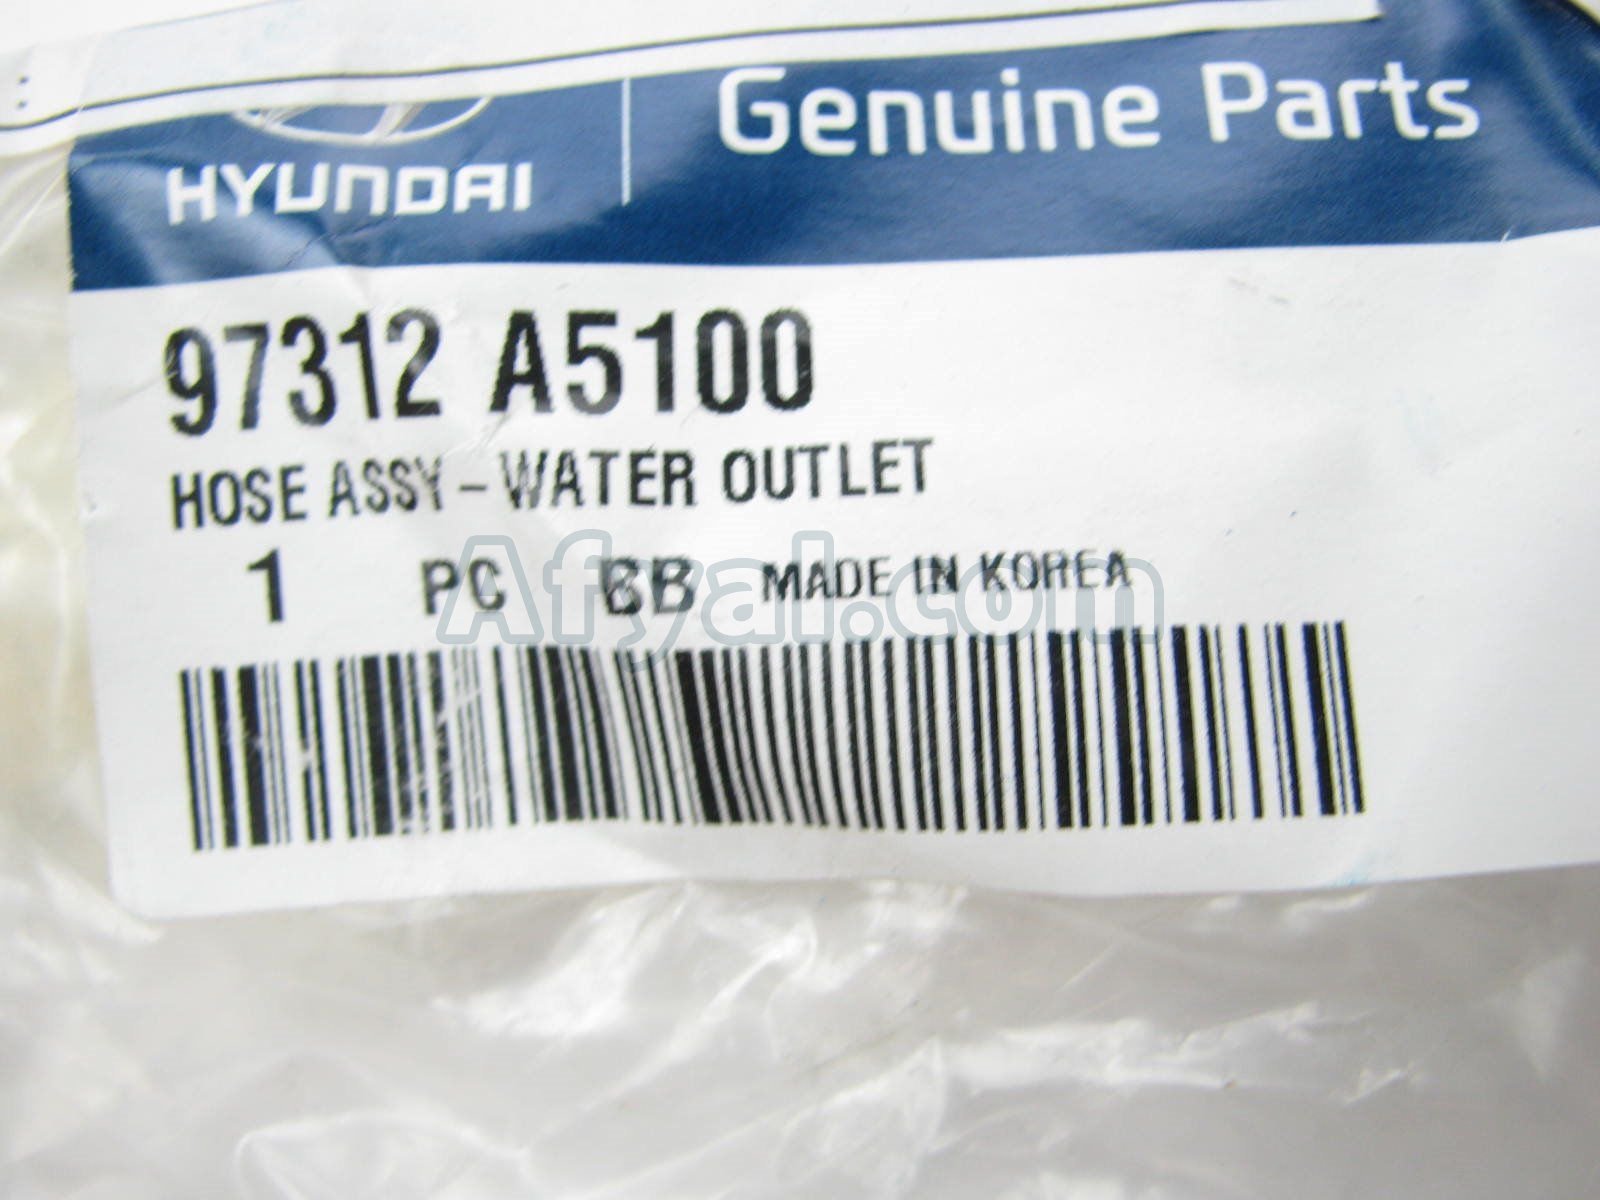 HYUNDAI
Genuine Parts
97312 A5100
HOSE ASSY-WATER OUTLET
1 PC BB MADE IN KOREA
Afyal.com